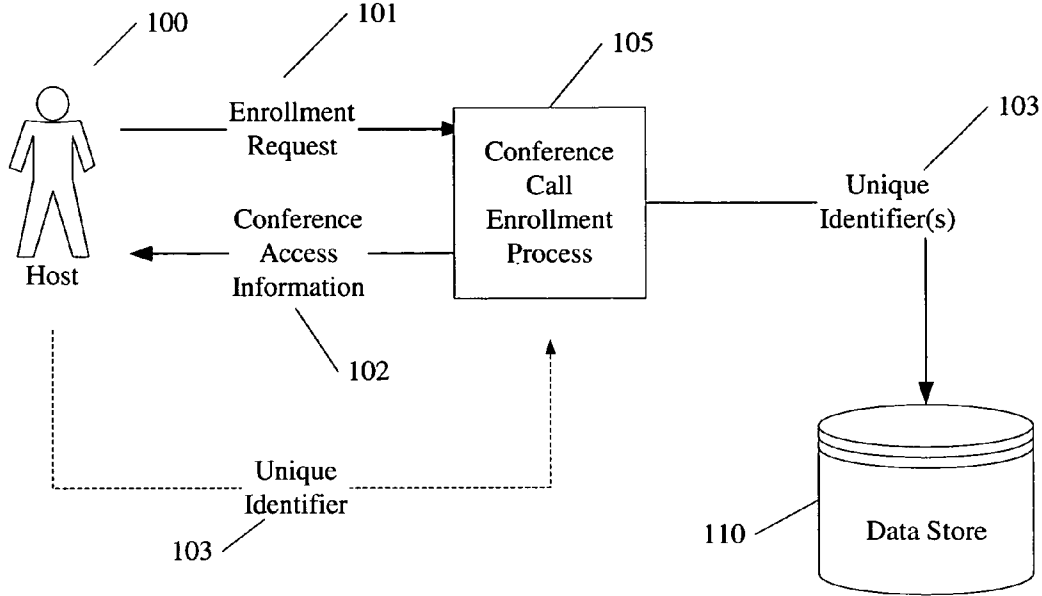 100
101
105
103
Enrollment
Request
Conference
Call
Enrollment
Process
Unique
Identifier(s)
Conference
Access
Information
Host
102
Unique
Identifier
103
110
Data Store